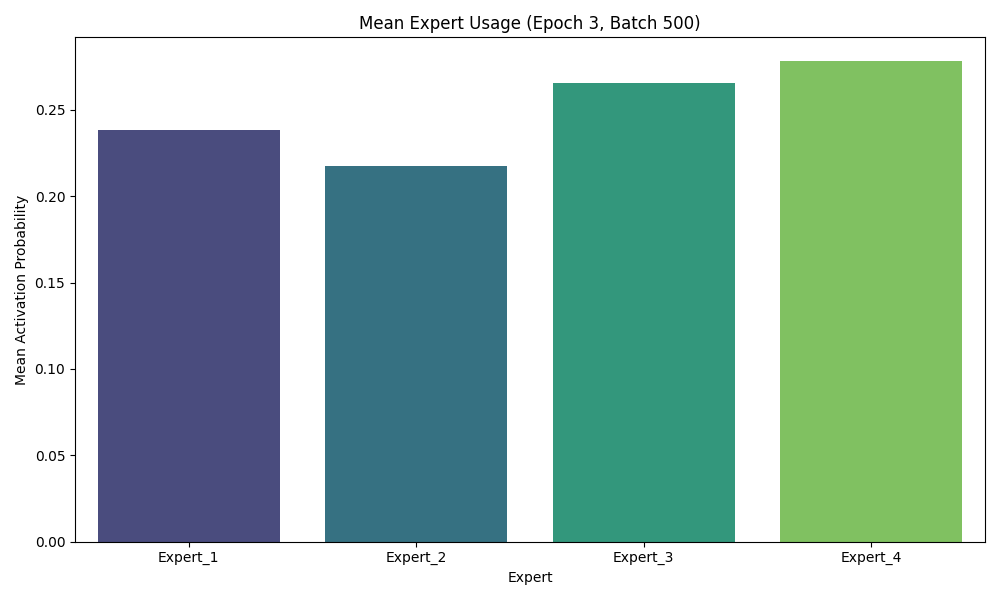 Mean Expert Usage (Epoch 3, Batch 500)
Mean Activation Probability
0.25
0.20
0.15
0.10
0.05
0.00
Expert_1 Expert_2 Expert_3 Expert_4
Expert